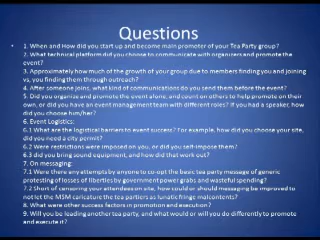 Questions
• 1. When and How did you start up and become main promoter of your Tea Party group?
2. What technical platform did you choose to communicate with organizers and promote the
event?
3. Approximately how much of the growth of your group due to members finding you and joining
vs, you finding them through outreach?
4. After someone joins, what kind of communications do you send them before the event?
5. Did you organize and promote the event alone, and count on others to help promote on their
own, or did you have an event management team with different roles? If you had a speaker, how
did you choose him/her?
6. Event Logistics:
6.1 What are the logistical barriers to event success? For example, how did you choose your site,
did you need a city permit?
6.2 Were restrictions were imposed on you, or did you self-impose them?
6.3 did you bring sound equipment, and how did that work out?
7. On messaging:
7.1 Were there any attempts by anyone to co-opt the basic tea party message of generic
protesting of losses of liberties by government power grabs and wasteful spending?
7.2 Short of censoring your attendees on site, how could or should messaging be improved to
not let the MSM caricature the tea partiers as lunatic fringe malcontents?
8. What were other success factors in promotion and execution?
9. Will you be leading another tea party, and what would or will you do differently to promote
and execute it?